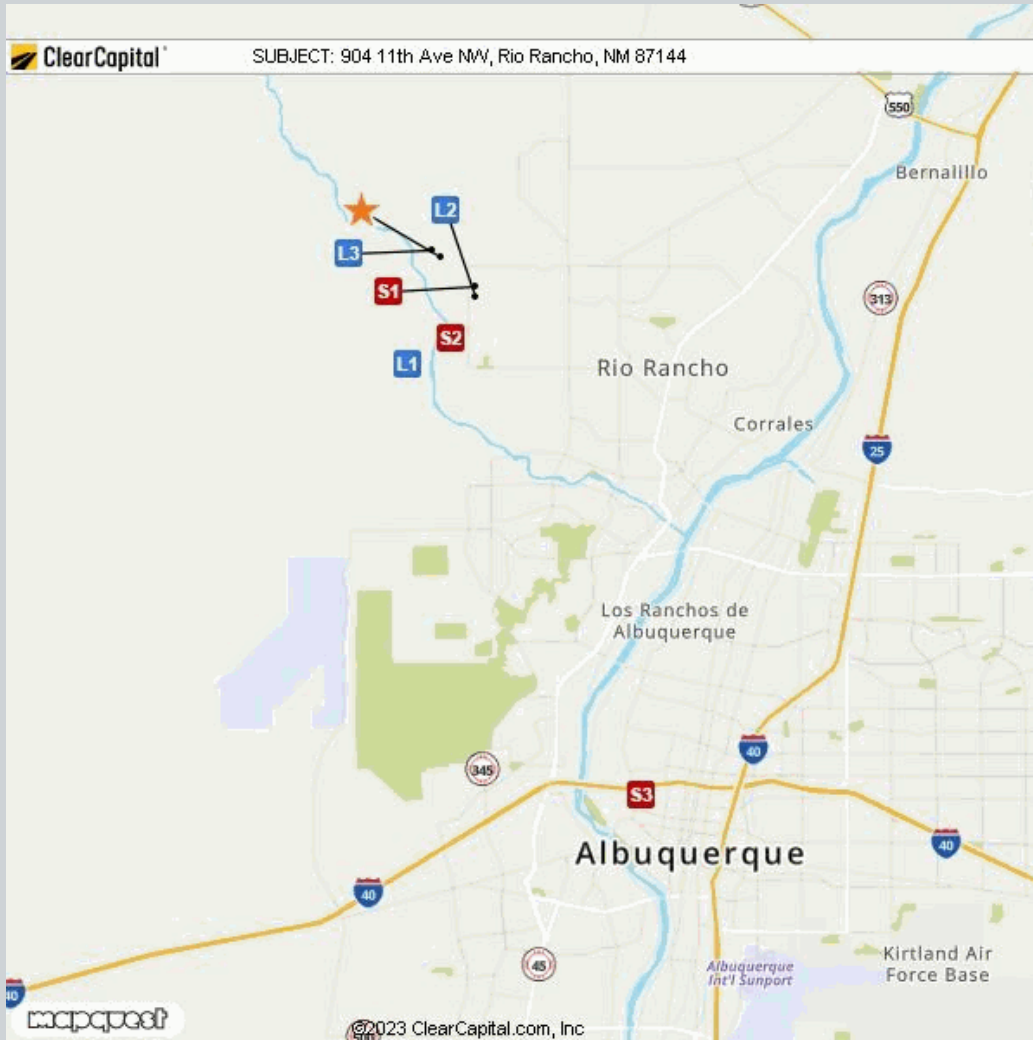 ClearCapital
SUBJECT: 904 11th Ave NW, Rio Rancho, NM 87144
550
Bernalillo
L2
L3
S1
313
S2
L1
Rio Rancho
Corrales
25
Los Ranchos de
Albuquerque
40
345
S3
40
Albuquerque
40
45
Albuquerque
Int'l Sunport
Kirtland Air
Force Base
40
mapquest
©2023 ClearCapital.com, Inc